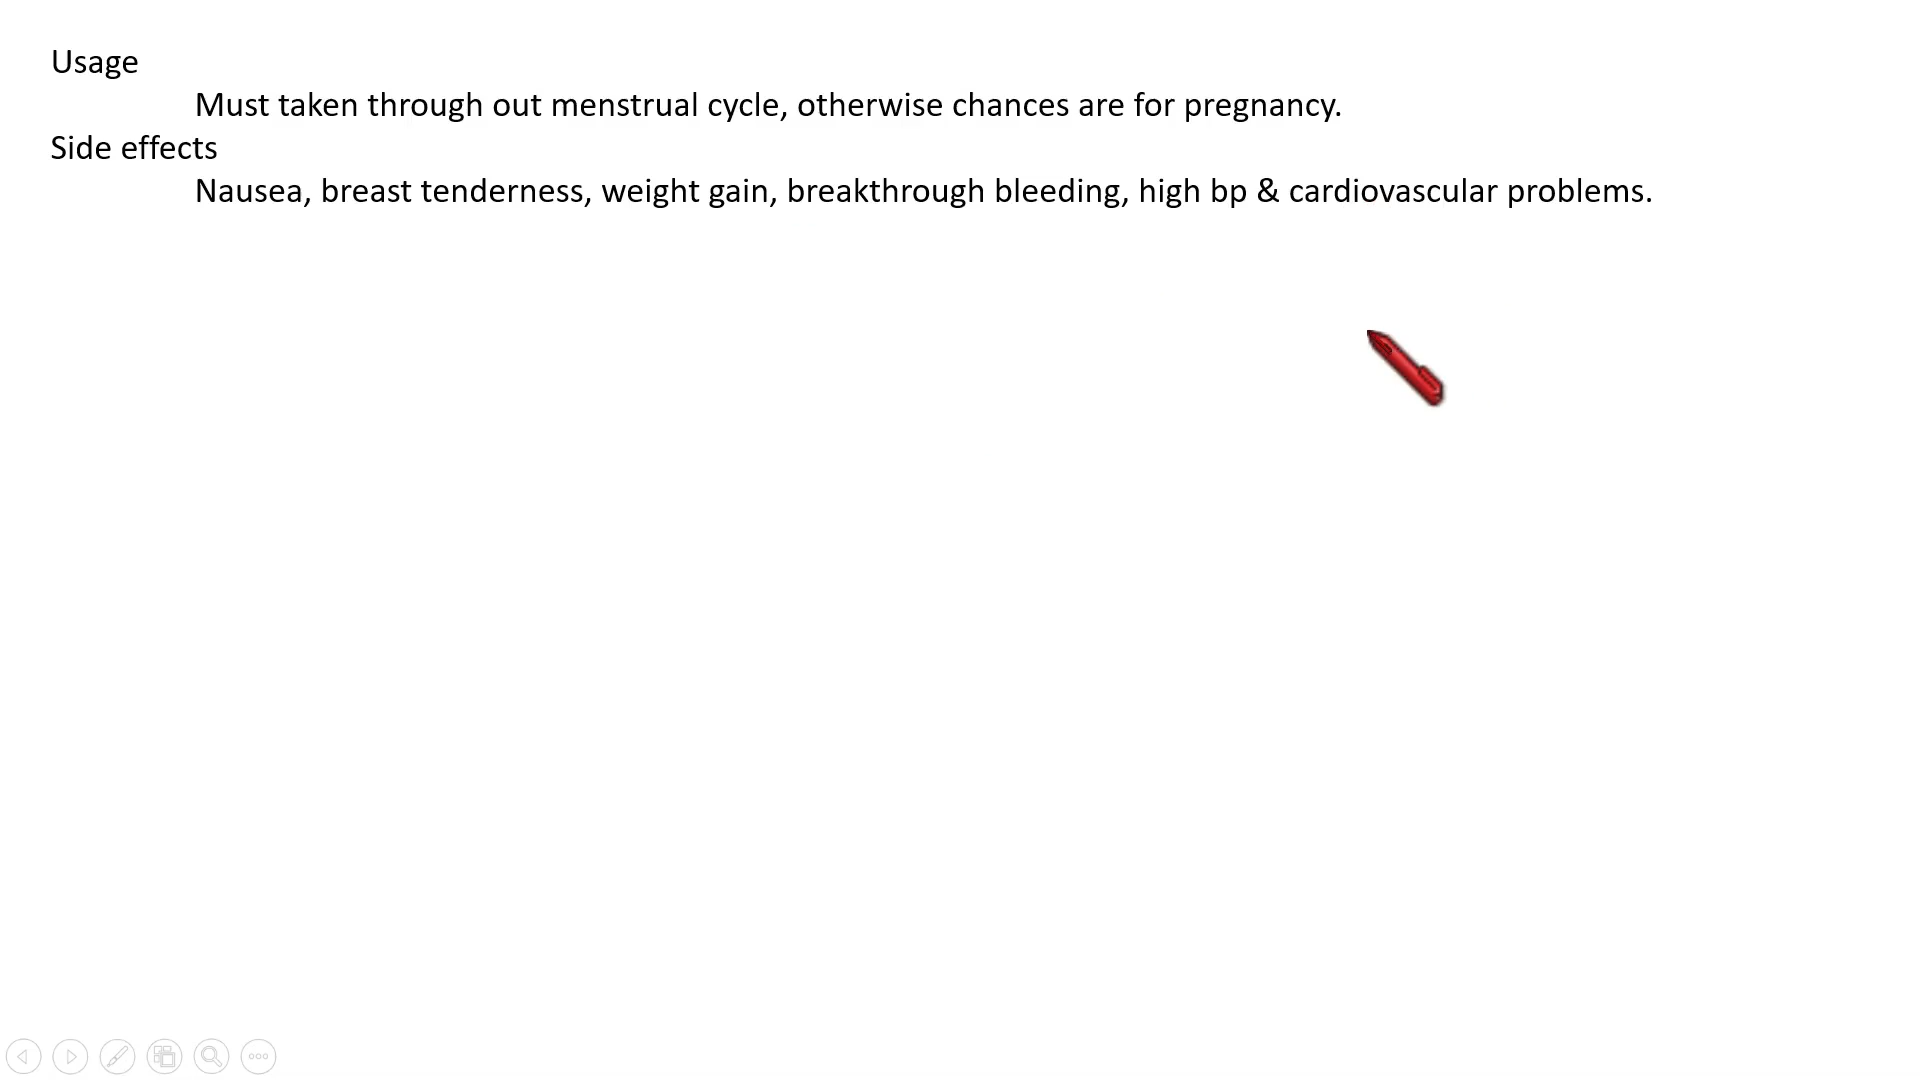 Usage
Must taken through out menstrual cycle, otherwise chances are for pregnancy.
Side effects
Nausea, breast tenderness, weight gain, breakthrough bleeding, high bp & cardiovascular problems.